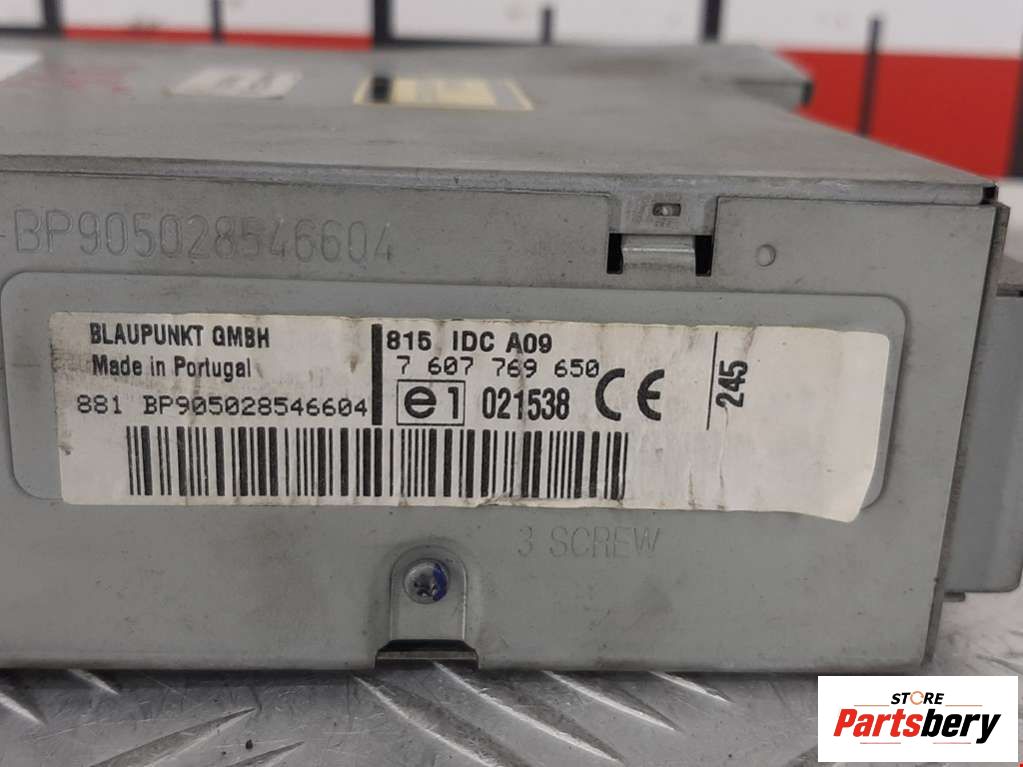 BP905028546604
BLAUPUNKT GMBH
Made in Portugal
881 BP905028546604
815 IDC A09
7 607 769 650
e1 021538 CE
245
3 SCREW
STORE
Partsbery